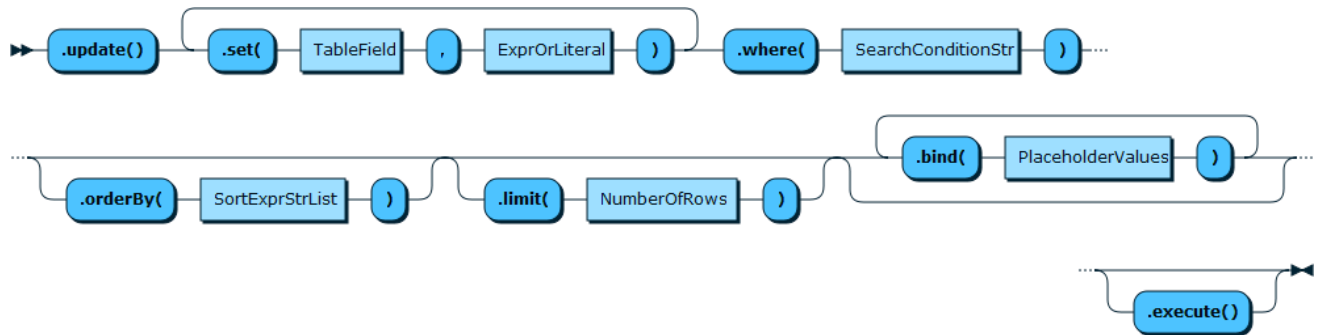 .update() .set( TableField , ExprOrLiteral ) .where( SearchConditionStr )
.orderBy( SortExprStrList ) .limit( NumberOfRows ) .bind( PlaceholderValues )
.execute()